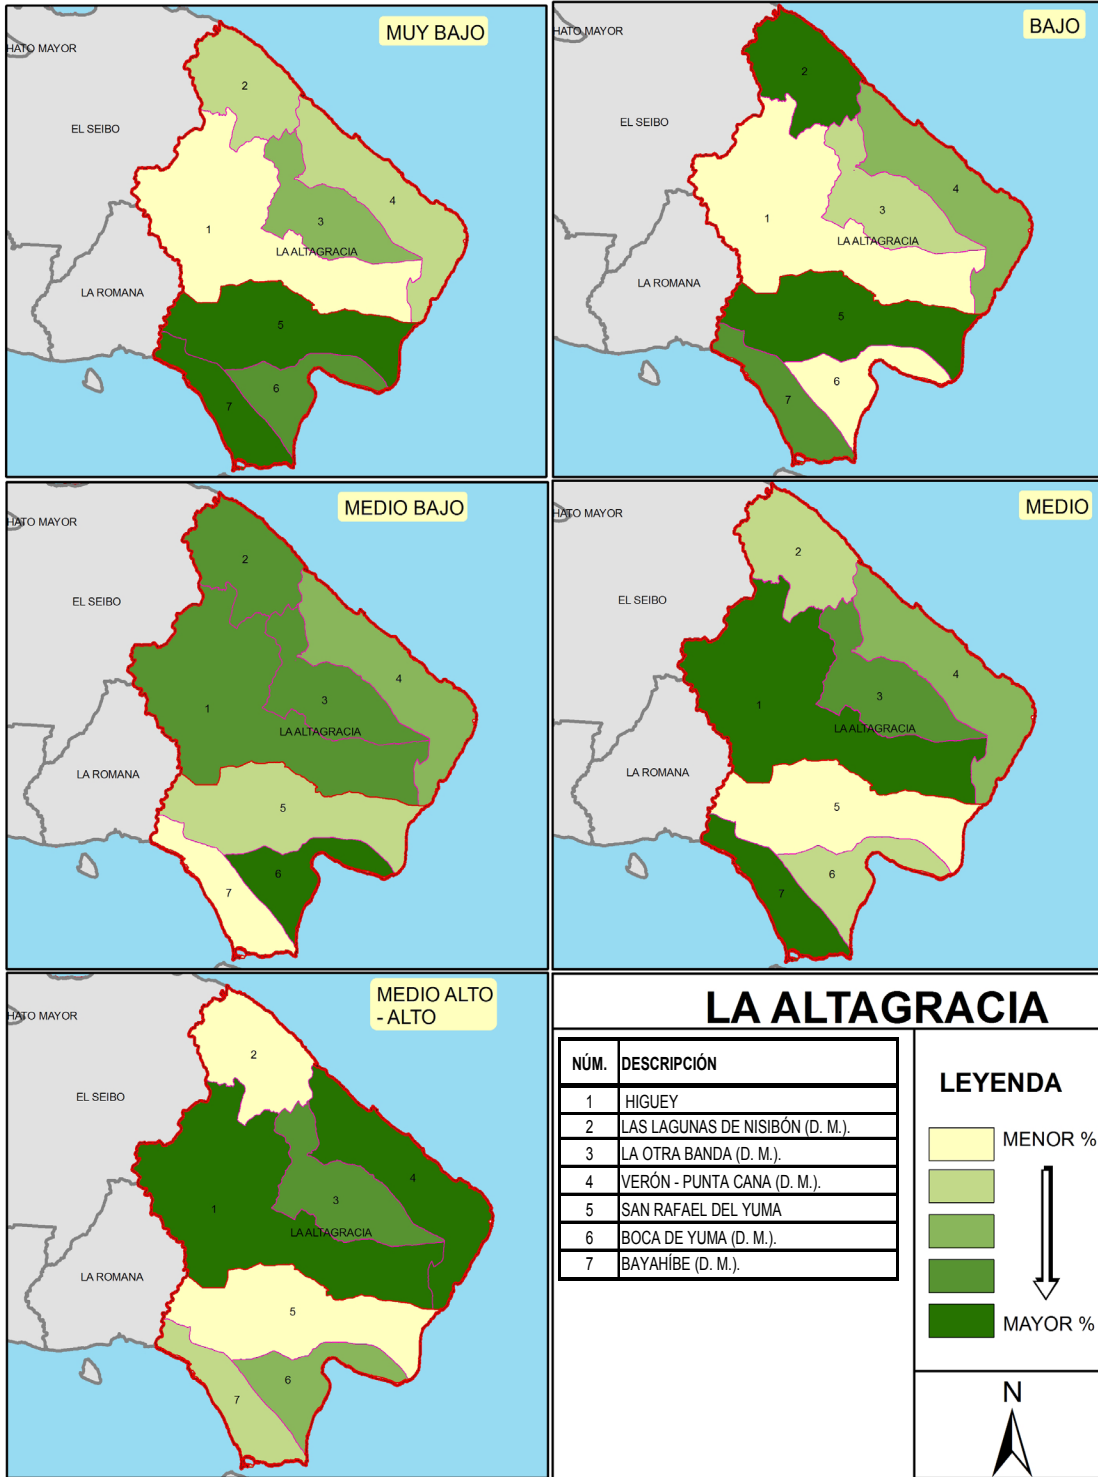 MUY BAJO
HATO MAYOR
2
EL SEIBO
4
1
3
LA ALTAGRACIA
LA ROMANA
5
6
7
BAJO
HATO MAYOR
2
EL SEIBO
4
3
1
LA ALTAGRACIA
LA ROMANA
5
6
7
MEDIO BAJO
HATO MAYOR
2
EL SEIBO
4
3
1
LA ALTAGRACIA
LA ROMANA
5
6
7
MEDIO
HATO MAYOR
2
EL SEIBO
4
3
1
LA ALTAGRACIA
LA ROMANA
5
6
7
MEDIO ALTO
- ALTO
HATO MAYOR
2
EL SEIBO
4
3
1
LA ALTAGRACIA
LA ROMANA
5
6
7
LA ALTAGRACIA
NÚM. DESCRIPCIÓN
1 HIGUEY
2 LAS LAGUNAS DE NISIBÓN (D. M.).
3 LA OTRA BANDA (D. M.).
4 VERÓN - PUNTA CANA (D. M.).
5 SAN RAFAEL DEL YUMA
6 BOCA DE YUMA (D. M.).
7 BAYAHÍBE (D. M.).
LEYENDA
MENOR %
MAYOR %
N